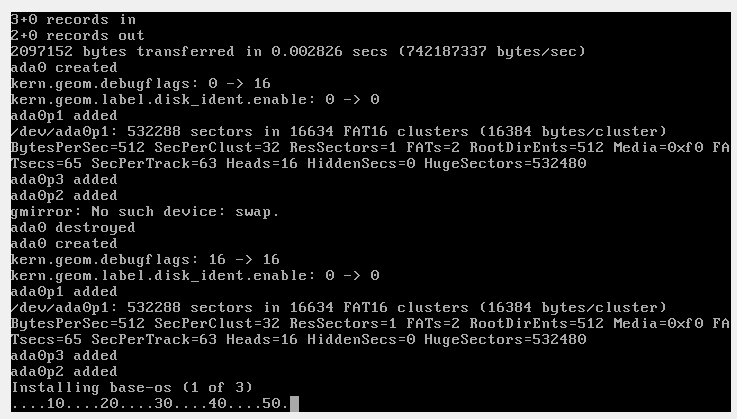 3+0 records in
2+0 records out
2097152 bytes transferred in 0.002826 secs (742187337 bytes/sec)
ada0 created
kern.geom.debugflags: 0 -> 16
kern.geom.label.disk_ident.enable: 0 -> 0
ada0p1 added
/dev/ada0p1: 532288 sectors in 16634 FAT16 clusters (16384 bytes/cluster)
BytesPerSec=512 SecPerClust=32 ResSectors=1 FATs=2 RootDirEnts=512 Media=0xf0 FA
Tsecs=65 SecPerTrack=63 Heads=16 HiddenSecs=0 HugeSectors=532480
ada0p3 added
ada0p2 added
gmirror: No such device: swap.
ada0 destroyed
ada0 created
kern.geom.debugflags: 16 -> 16
kern.geom.label.disk_ident.enable: 0 -> 0
ada0p1 added
/dev/ada0p1: 532288 sectors in 16634 FAT16 clusters (16384 bytes/cluster)
BytesPerSec=512 SecPerClust=32 ResSectors=1 FATs=2 RootDirEnts=512 Media=0xf0 FA
Tsecs=65 SecPerTrack=63 Heads=16 HiddenSecs=0 HugeSectors=532480
ada0p3 added
ada0p2 added
Installing base-os (1 of 3)
....10....20....30....40....50.